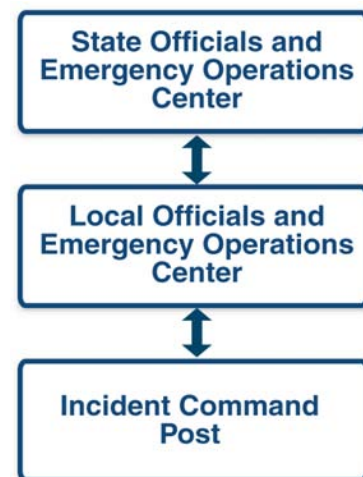 State Officials and
Emergency Operations
Center
Local Officials and
Emergency Operations
Center
Incident Command
Post